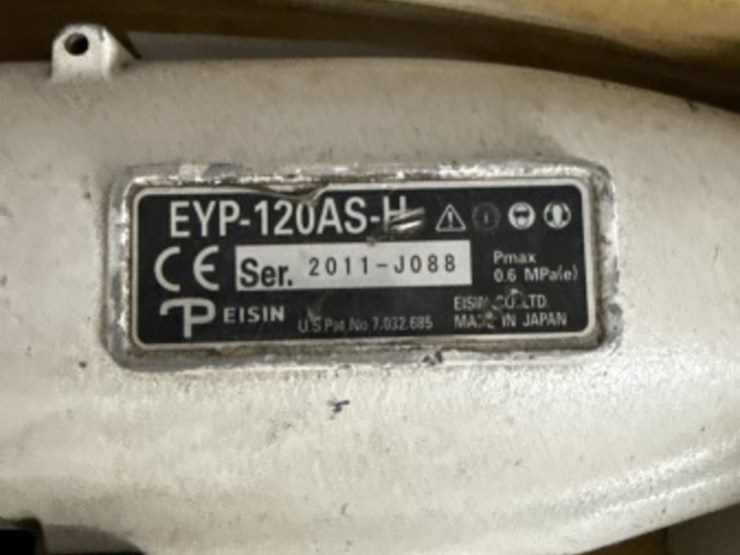 EYP-120AS-H
CE Ser. 2011-J088 Pmax 0.6 MPa(e)
EISIN U.S Pat.No 7.032.685 EISIN CO.,LTD. MADE IN JAPAN